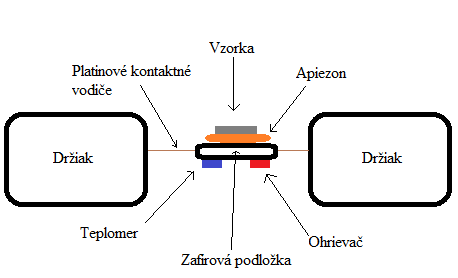 Vzorka
Platinové kontaktné
vodiče
Apiezon
Držiak
Držiak
Teplomer
Ohrievač
Zafírová podložka